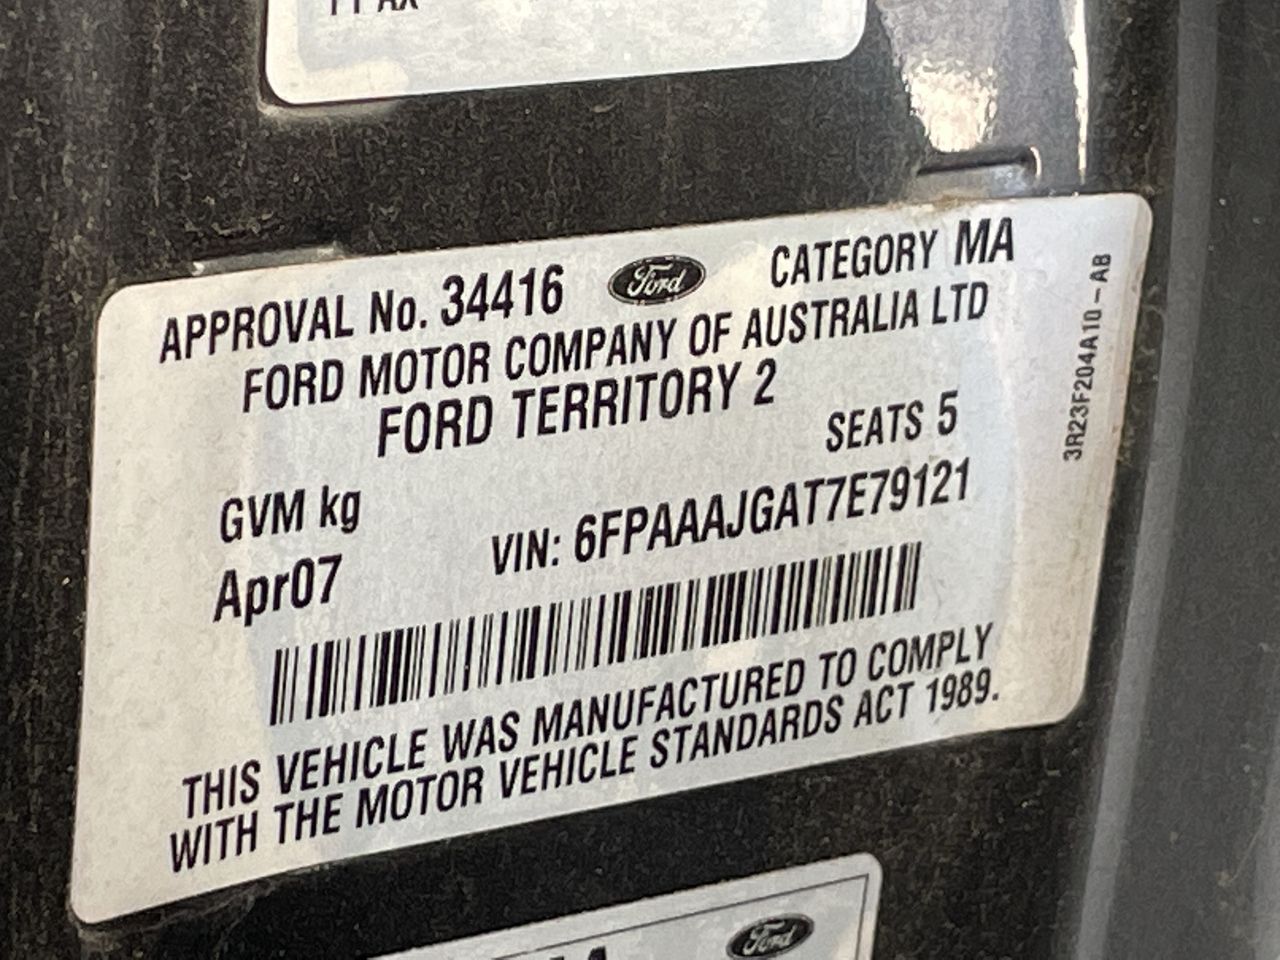 APPROVAL No. 34416 Ford CATEGORY MA
FORD MOTOR COMPANY OF AUSTRALIA LTD
FORD TERRITORY 2
SEATS 5
GVM kg
VIN: 6FPAAAJGAT7E79121
Apr07
THIS VEHICLE WAS MANUFACTURED TO COMPLY
WITH THE MOTOR VEHICLE STANDARDS ACT 1989.
3R23F204A10-AB
Ford